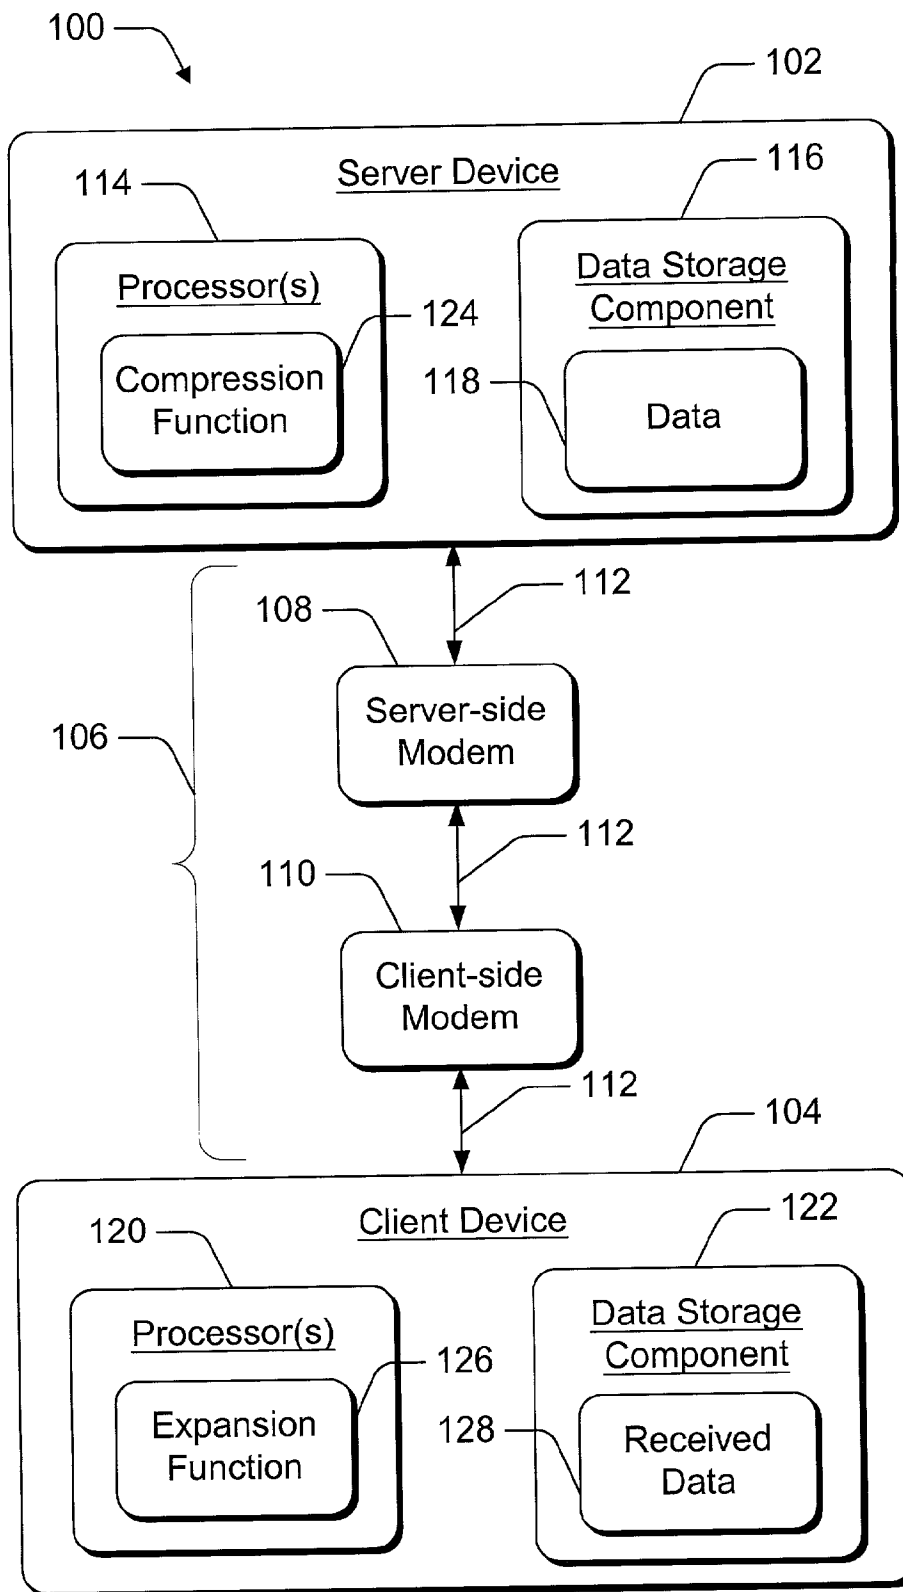 100
102
Server Device
114
116
Processor(s)
Data Storage
Component
124
Compression
Function
118
Data
112
108
Server-side
Modem
106
112
110
Client-side
Modem
112
104
Client Device
120
122
Processor(s)
Data Storage
Component
126
Expansion
Function
128
Received
Data